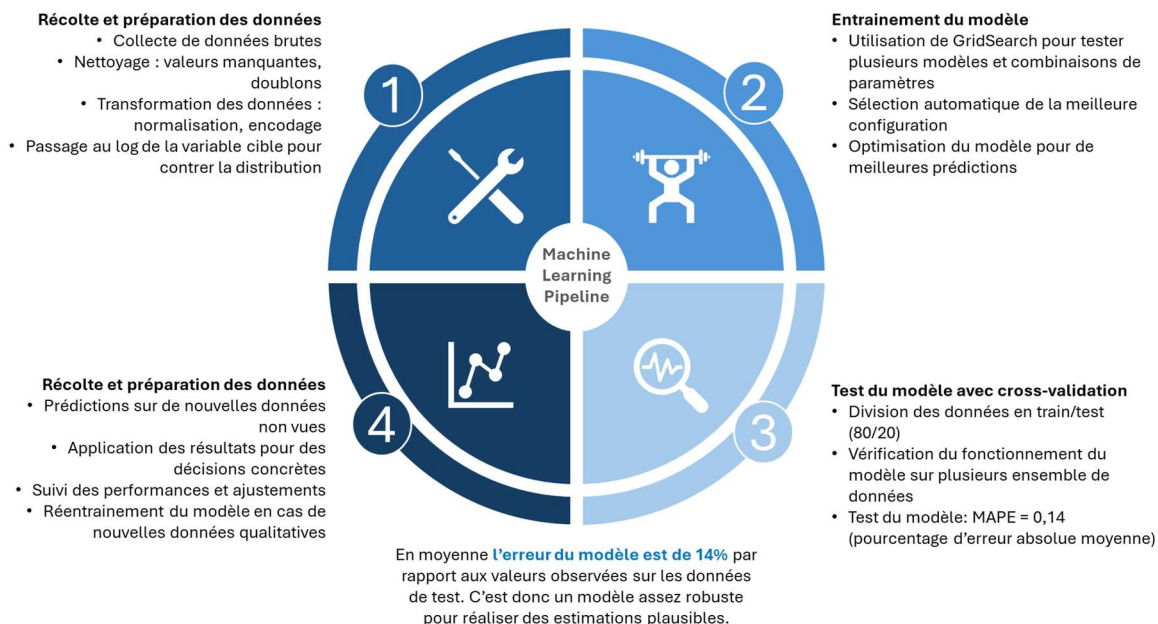 Récolte et préparation des données
• Collecte de données brutes
• Nettoyage : valeurs manquantes,
doublons
• Transformation des données :
normalisation, encodage
• Passage au log de la variable cible pour
contrer la distribution
1
2
Entrainement du modèle
• Utilisation de GridSearch pour tester
plusieurs modèles et combinaisons de
paramètres
• Sélection automatique de la meilleure
configuration
• Optimisation du modèle pour de
meilleures prédictions
Machine
Learning
Pipeline
Récolte et préparation des données
• Prédictions sur de nouvelles données
non vues
• Application des résultats pour des
décisions concrètes
• Suivi des performances et ajustements
• Réentrainement du modèle en cas de
nouvelles données qualitatives
4
3
Test du modèle avec cross-validation
• Division des données en train/test
(80/20)
• Vérification du fonctionnement du
modèle sur plusieurs ensemble de
données
• Test du modèle: MAPE = 0,14
(pourcentage d'erreur absolue moyenne)
En moyenne l'erreur du modèle est de 14% par
rapport aux valeurs observées sur les données
de test. C'est donc un modèle assez robuste
pour réaliser des estimations plausibles.